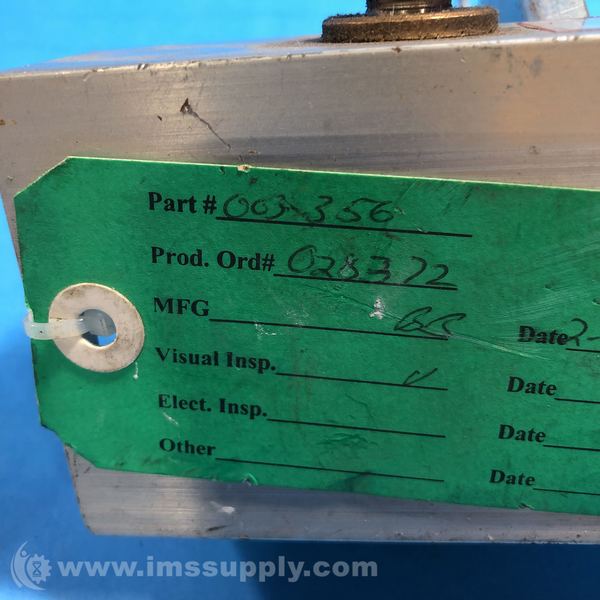 Part # 003-356
Prod. Ord# 028372
MFG Date 2-
Visual Insp. ✓ Date
Elect. Insp. Date
Other Date
www.imssupply.com